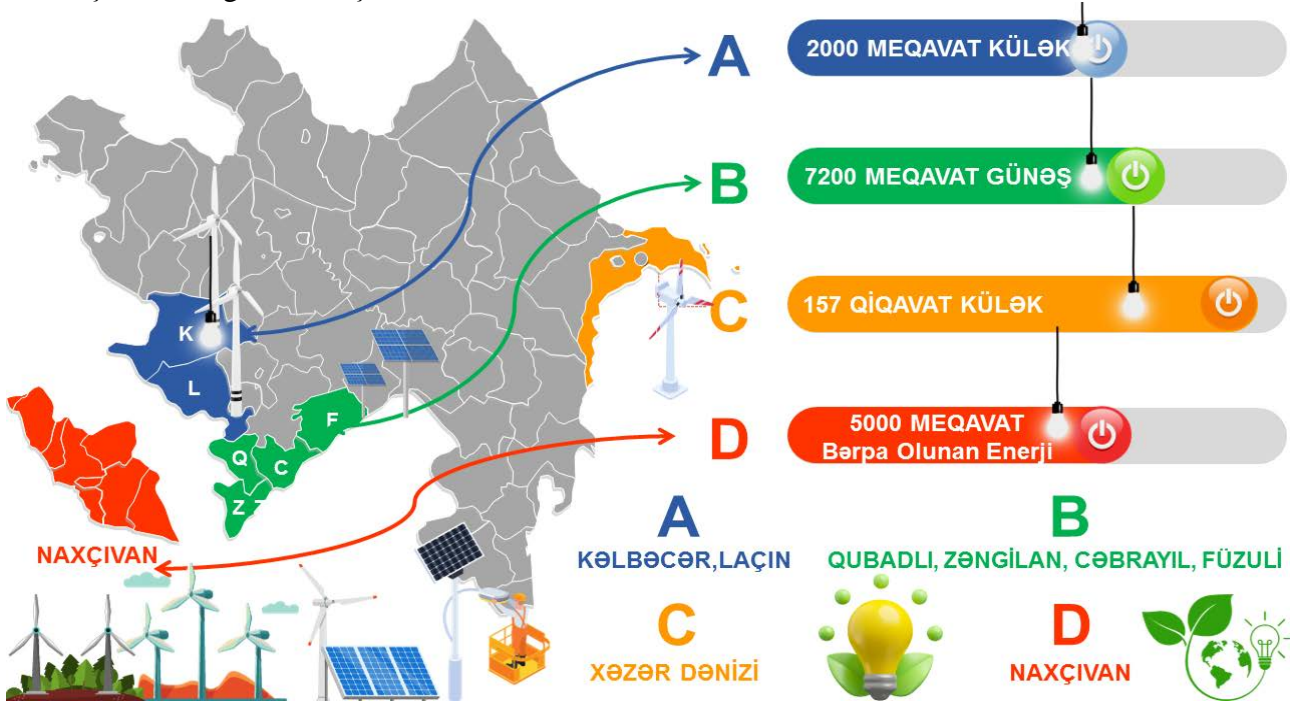 A
2000 MEQAVAT KÜLƏK
B
7200 MEQAVAT GÜNƏŞ
C
157 QİQAVAT KÜLƏK
D
5000 MEQAVAT
Bərpa Olunan Enerji
K
L
F
Q
C
Z
NAXÇIVAN
A
KƏLBƏCƏR,LAÇIN
B
QUBADLI, ZƏNGİLAN, CƏBRAYIL, FÜZULİ
C
XƏZƏR DƏNİZİ
D
NAXÇIVAN